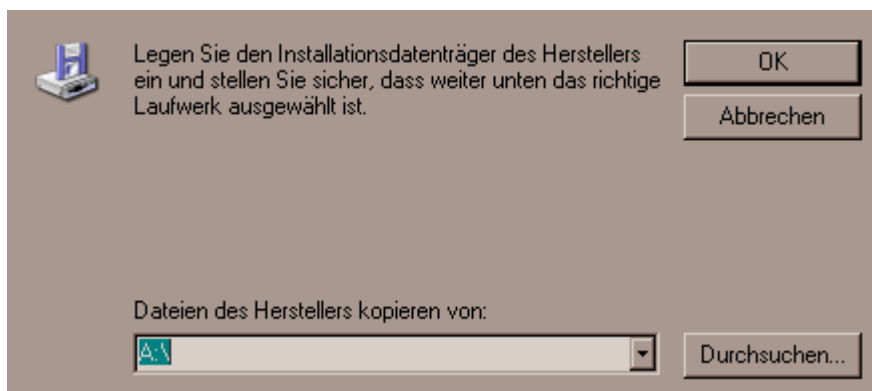 Legen Sie den Installationsdatenträger des Herstellers
ein und stellen Sie sicher, dass weiter unten das richtige
Laufwerk ausgewählt ist.
OK
Abbrechen
Dateien des Herstellers kopieren von:
A:\
Durchsuchen...